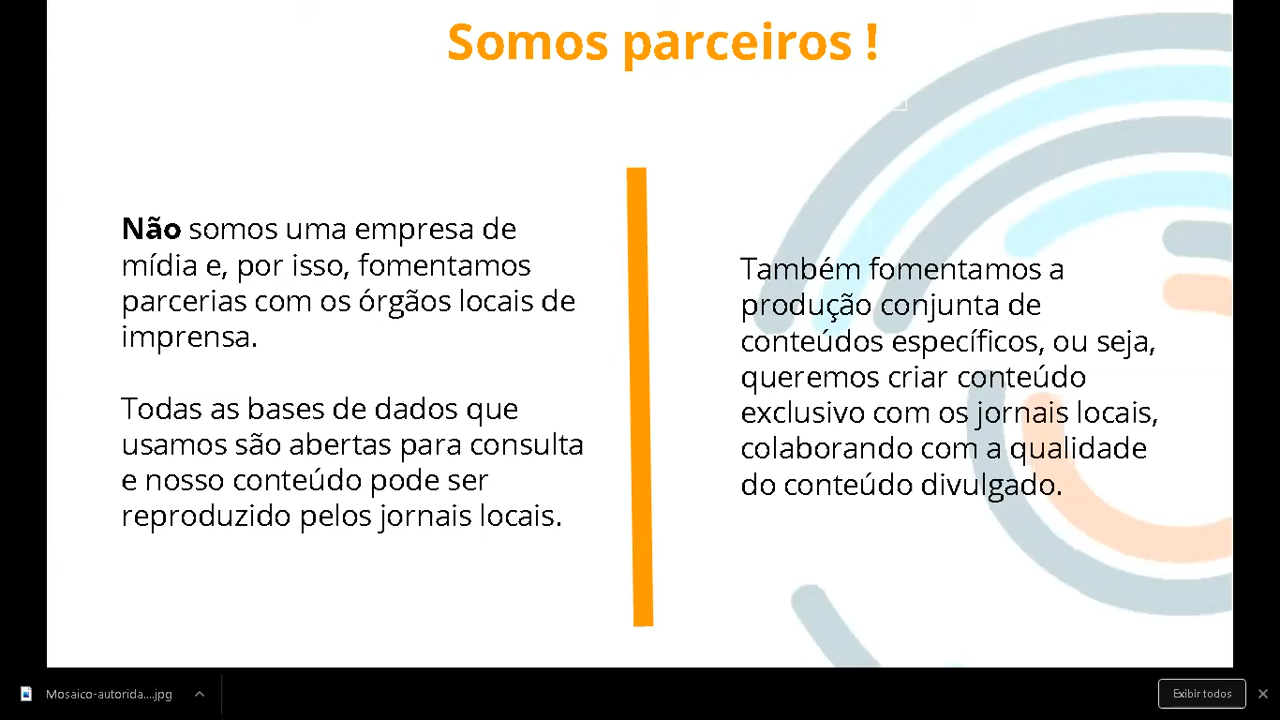 Somos parceiros !
Não somos uma empresa de
mídia e, por isso, fomentamos
parcerias com os órgãos locais de
imprensa.
Todas as bases de dados que
usamos são abertas para consulta
e nosso conteúdo pode ser
reproduzido pelos jornais locais.
Também fomentamos a
produção conjunta de
conteúdos específicos, ou seja,
queremos criar conteúdo
exclusivo com os jornais locais,
colaborando com a qualidade
do conteúdo divulgado.
Mosaico-autorida....jpg
Exibir todos